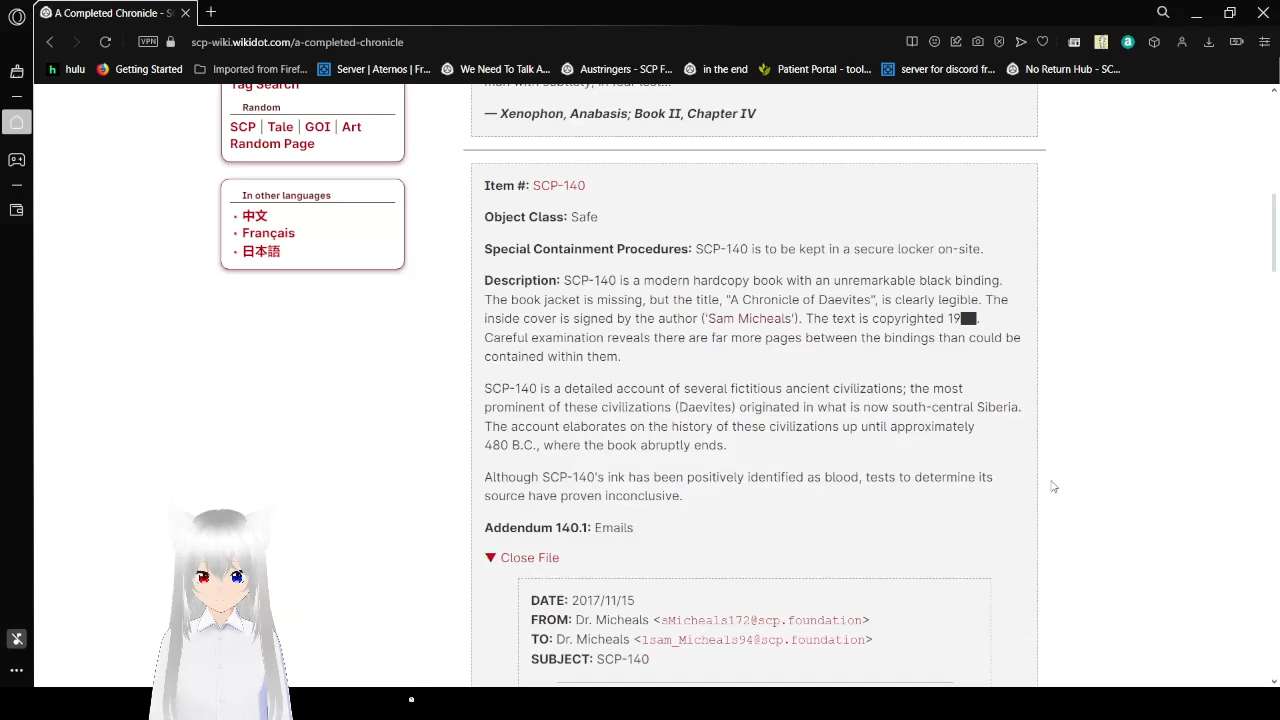 A Completed Chronicle - S
VPN
scp-wiki.wikidot.com/a-completed-chronicle
hulu
Getting Started
Imported from Firef...
Server | Aternos | Fr...
We Need To Talk A...
Austringers - SCP F...
in the end
Patient Portal - tool...
server for discord fr...
No Return Hub - SC...
Tag Search
Random
SCP | Tale | GOI | Art
Random Page
In other languages
中文
Français
日本語
— Xenophon, Anabasis; Book II, Chapter IV
Item #: SCP-140
Object Class: Safe
Special Containment Procedures: SCP-140 is to be kept in a secure locker on-site.
Description: SCP-140 is a modern hardcopy book with an unremarkable black binding.
The book jacket is missing, but the title, "A Chronicle of Daevites", is clearly legible. The
inside cover is signed by the author ('Sam Micheals'). The text is copyrighted 19██.
Careful examination reveals there are far more pages between the bindings than could be
contained within them.
SCP-140 is a detailed account of several fictitious ancient civilizations; the most
prominent of these civilizations (Daevites) originated in what is now south-central Siberia.
The account elaborates on the history of these civilizations up until approximately
480 B.C., where the book abruptly ends.
Although SCP-140's ink has been positively identified as blood, tests to determine its
source have proven inconclusive.
Addendum 140.1: Emails
▼ Close File
DATE: 2017/11/15
FROM: Dr. Micheals <sMicheals172@scp.foundation>
TO: Dr. Micheals <1sam_Micheals94@scp.foundation>
SUBJECT: SCP-140